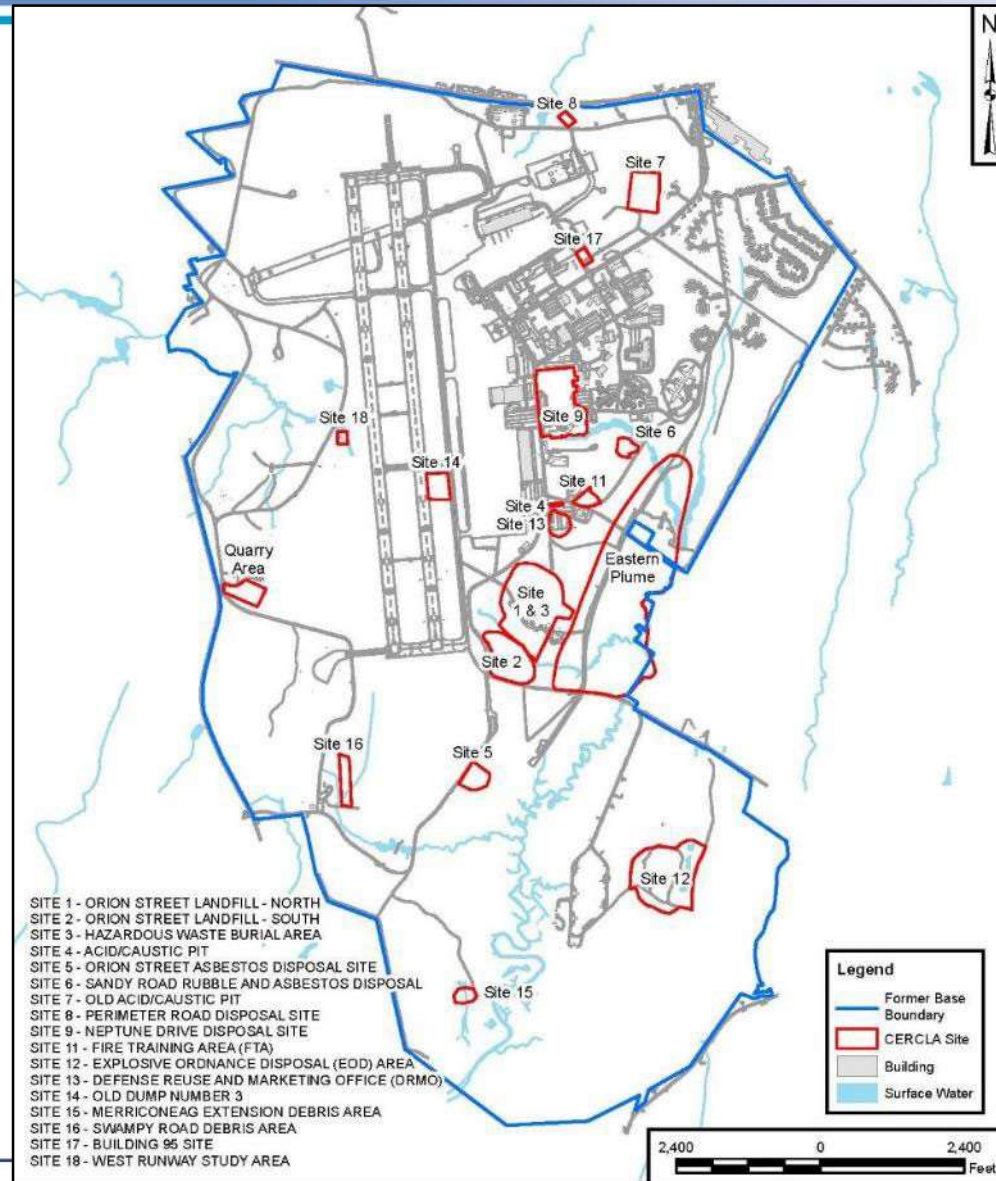 N
Site 8
Site 7
Site 17
Site 9
Site 6
Site 18
Site 14
Site 11
Site 4
Site 13
Quarry
Area
Eastern
Plume
Site
1 & 3
Site 2
Site 16
Site 5
Site 12
Site 15
SITE 1 - ORION STREET LANDFILL - NORTH
SITE 2 - ORION STREET LANDFILL - SOUTH
SITE 3 - HAZARDOUS WASTE BURIAL AREA
SITE 4 - ACID/CAUSTIC PIT
SITE 5 - ORION STREET ASBESTOS DISPOSAL SITE
SITE 6 - SANDY ROAD RUBBLE AND ASBESTOS DISPOSAL
SITE 7 - OLD ACID/CAUSTIC PIT
SITE 8 - PERIMETER ROAD DISPOSAL SITE
SITE 9 - NEPTUNE DRIVE DISPOSAL SITE
SITE 11 - FIRE TRAINING AREA (FTA)
SITE 12 - EXPLOSIVE ORDNANCE DISPOSAL (EOD) AREA
SITE 13 - DEFENSE REUSE AND MARKETING OFFICE (DRMO)
SITE 14 - OLD DUMP NUMBER 3
SITE 15 - MERRICONEAG EXTENSION DEBRIS AREA
SITE 16 - SWAMPY ROAD DEBRIS AREA
SITE 17 - BUILDING 95 SITE
SITE 18 - WEST RUNWAY STUDY AREA
Legend
Former Base
Boundary
CERCLA Site
Building
Surface Water
2,400 0 2,400
Feet